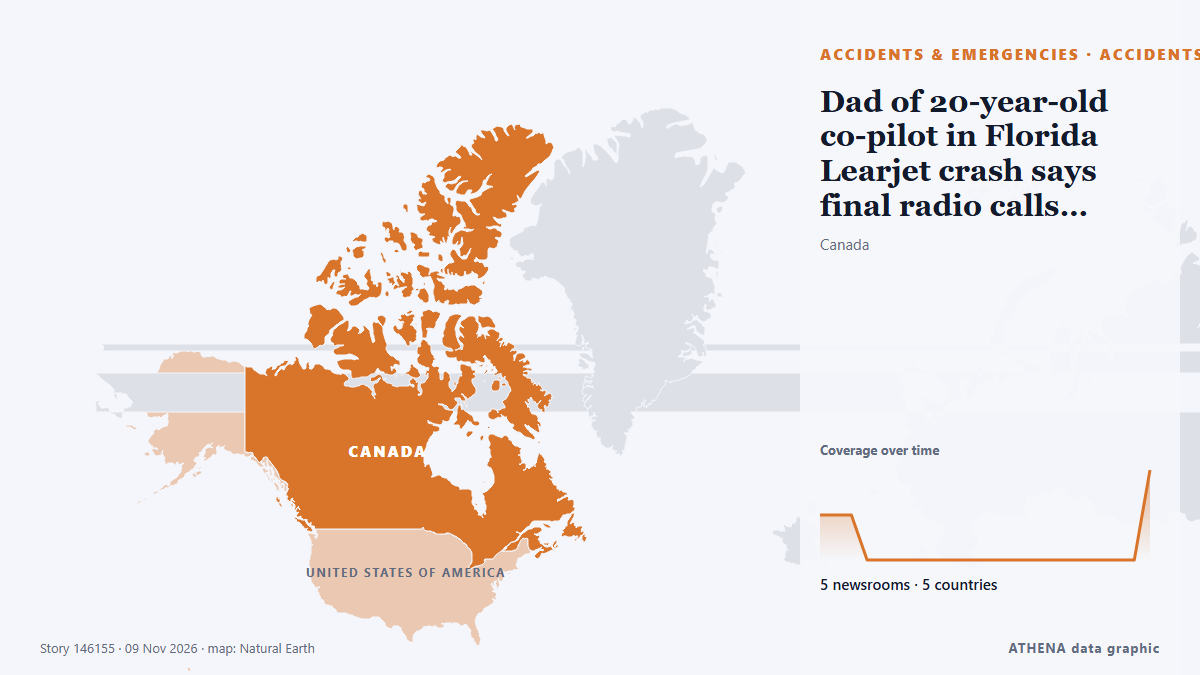 ACCIDENTS & EMERGENCIES · ACCIDENTS
Dad of 20-year-old
co-pilot in Florida
Learjet crash says
final radio calls...
Canada
CANADA
UNITED STATES OF AMERICA
Coverage over time
5 newsrooms · 5 countries
Story 146155 · 09 Nov 2026 · map: Natural Earth
ATHENA data graphic